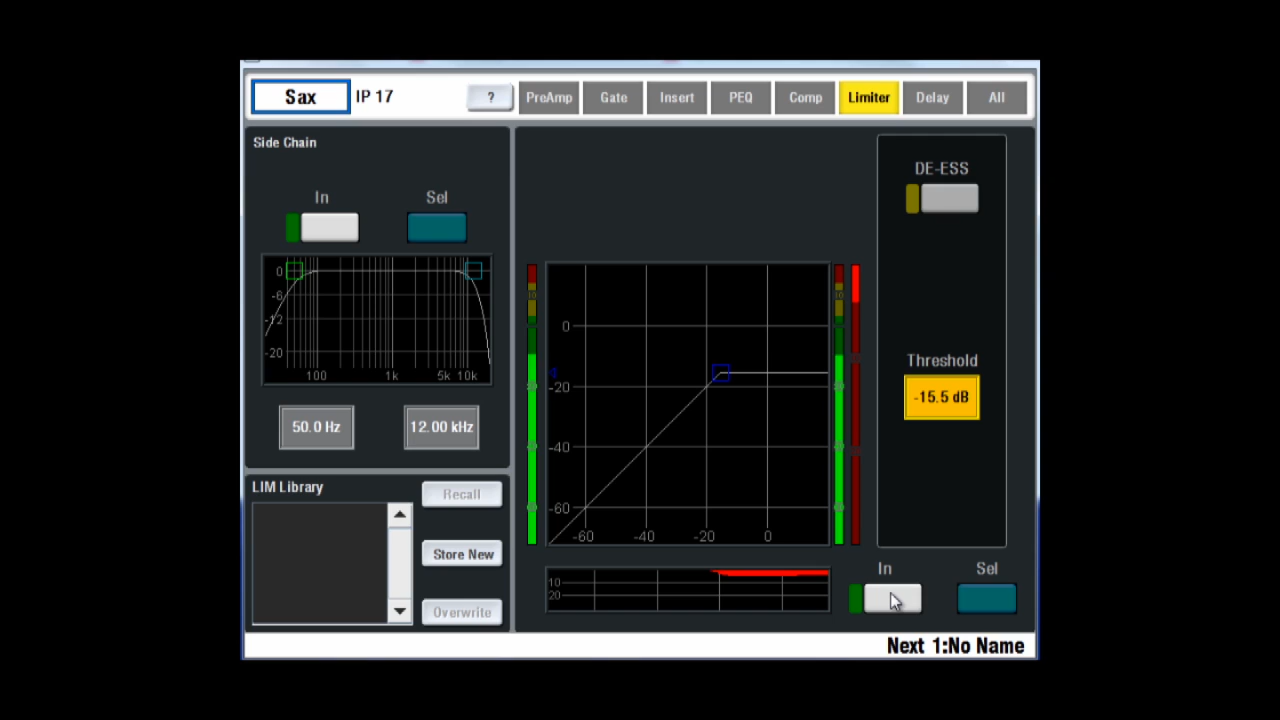 Sax IP 17 ? PreAmp Gate Insert PEQ Comp Limiter Delay All
Side Chain
In Sel
0
-6
-12
-20
100 1k 5k 10k
50.0 Hz 12.00 kHz
LIM Library
Recall
Store New
Overwrite
0
-20
-40
-60
-60 -40 -20 0
10
20
DE-ESS
Threshold
-15.5 dB
In Sel
Next 1:No Name